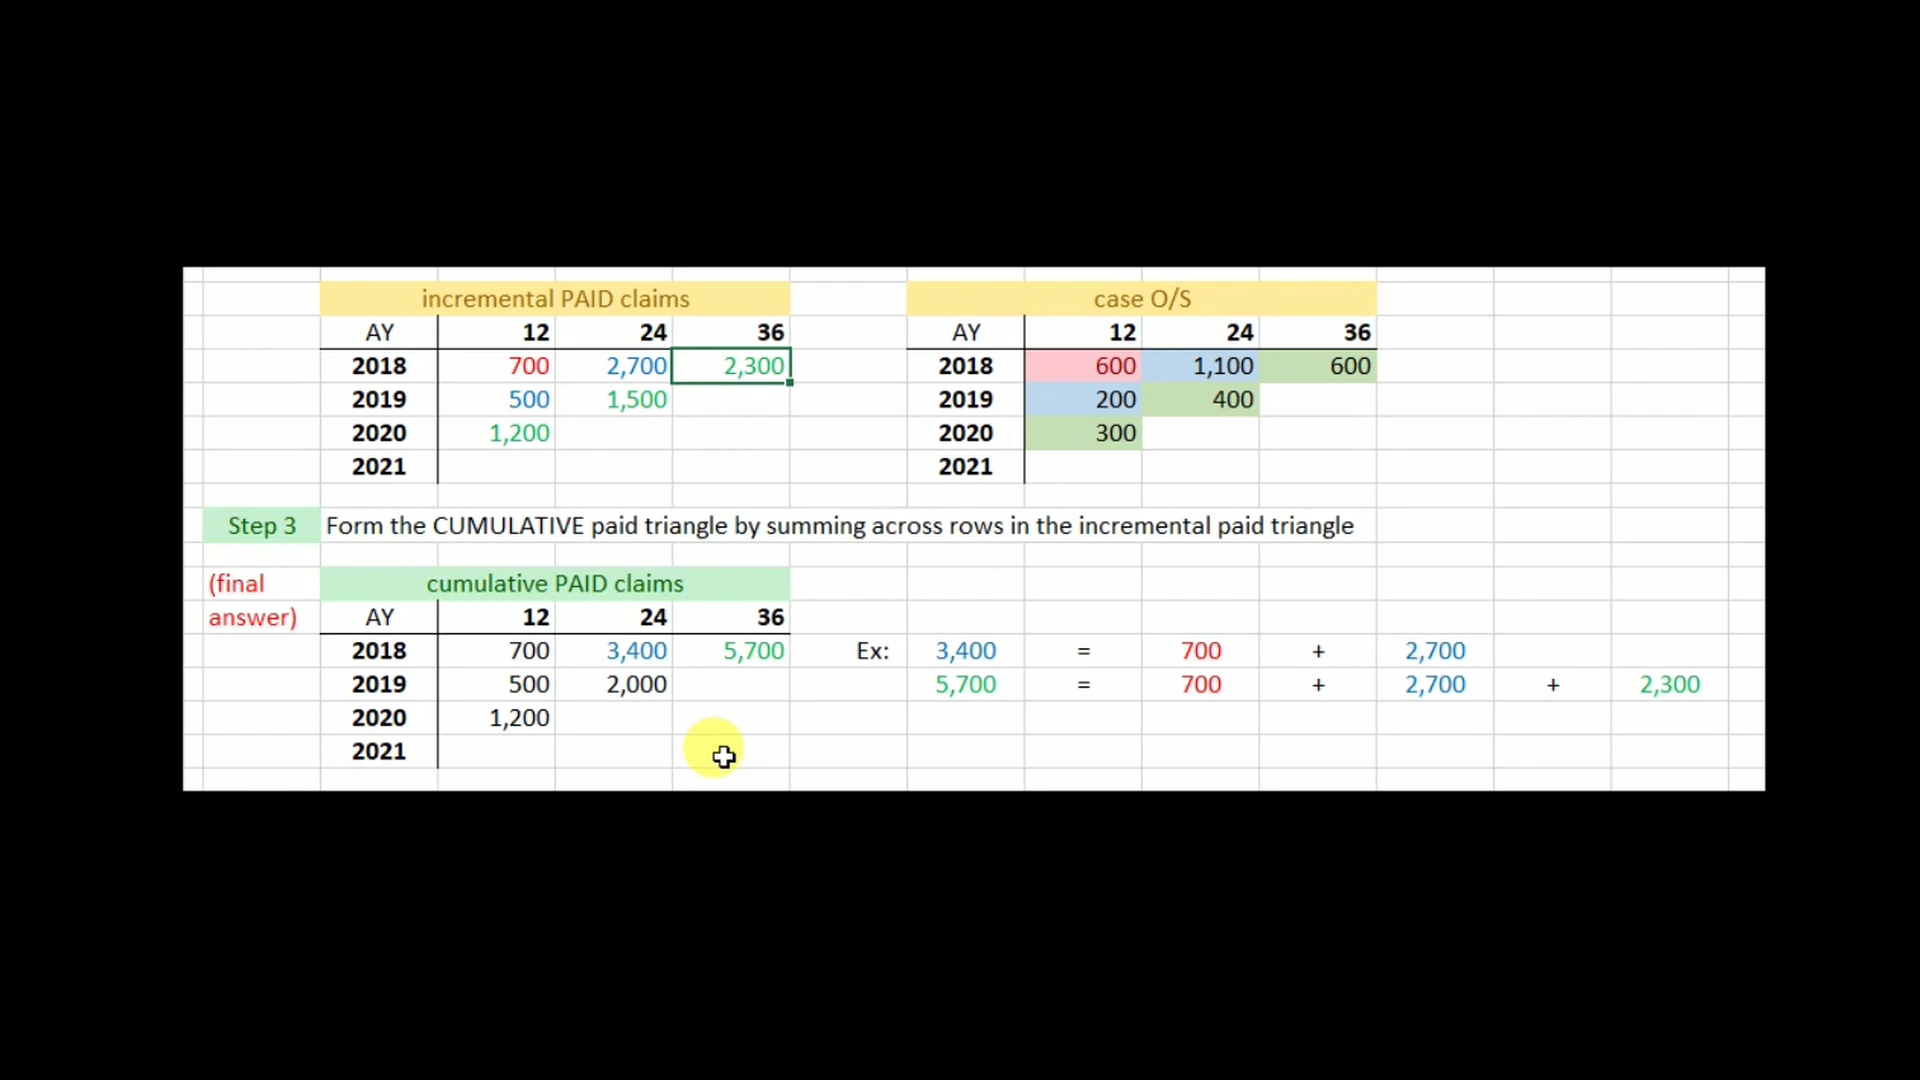 incremental PAID claims case O/S
AY 12 24 36 AY 12 24 36
2018 700 2,700 2,300 2018 600 1,100 600
2019 500 1,500 2019 200 400
2020 1,200 2020 300
2021 2021
Step 3 Form the CUMULATIVE paid triangle by summing across rows in the incremental paid triangle
(final cumulative PAID claims
answer) AY 12 24 36
2018 700 3,400 5,700 Ex: 3,400 = 700 + 2,700
2019 500 2,000 5,700 = 700 + 2,700 + 2,300
2020 1,200
2021